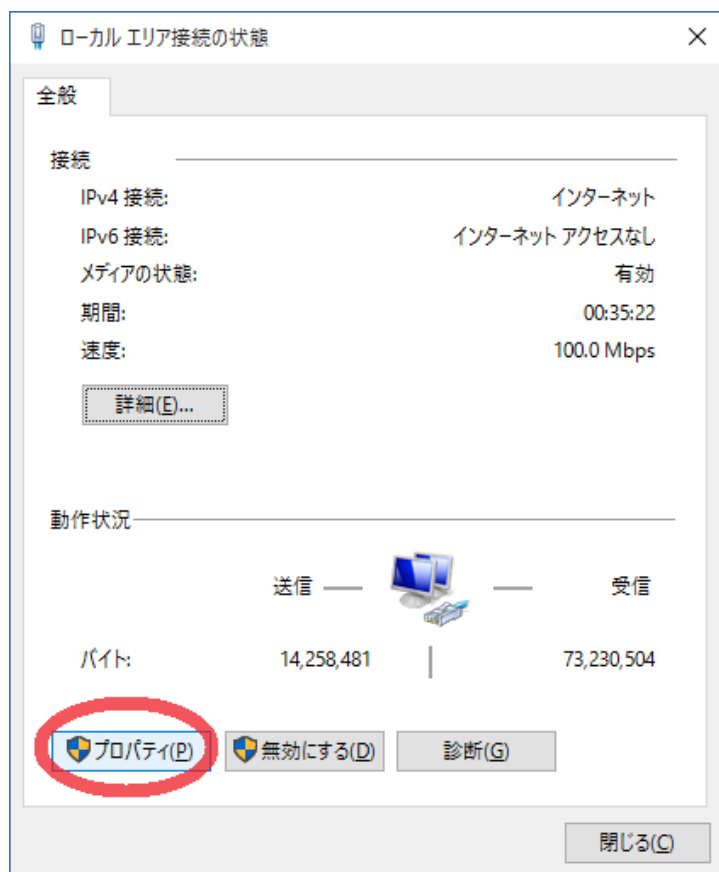 ローカル エリア接続の状態
全般
接続
IPv4 接続: インターネット
IPv6 接続: インターネット アクセスなし
メディアの状態: 有効
期間: 00:35:22
速度: 100.0 Mbps
詳細(E)...
動作状況
送信 受信
バイト: 14,258,481 73,230,504
プロパティ(P) 無効にする(D) 診断(G)
閉じる(C)